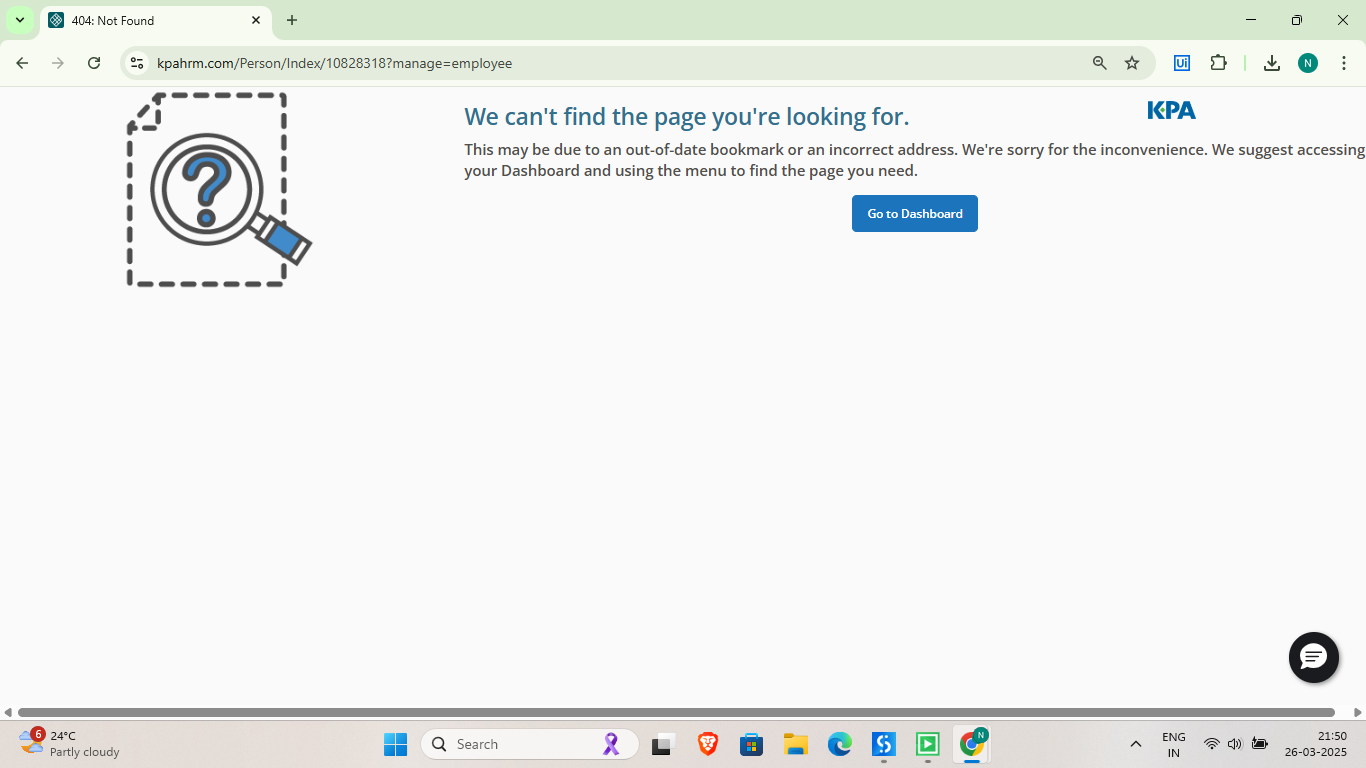 404: Not Found
kpahrm.com/Person/Index/10828318?manage=employee
Ui
N
We can't find the page you're looking for.
KPA
This may be due to an out-of-date bookmark or an incorrect address. We're sorry for the inconvenience. We suggest accessing
your Dashboard and using the menu to find the page you need.
Go to Dashboard
6
24°C
Partly cloudy
Search
N
ENG
IN
21:50
26-03-2025